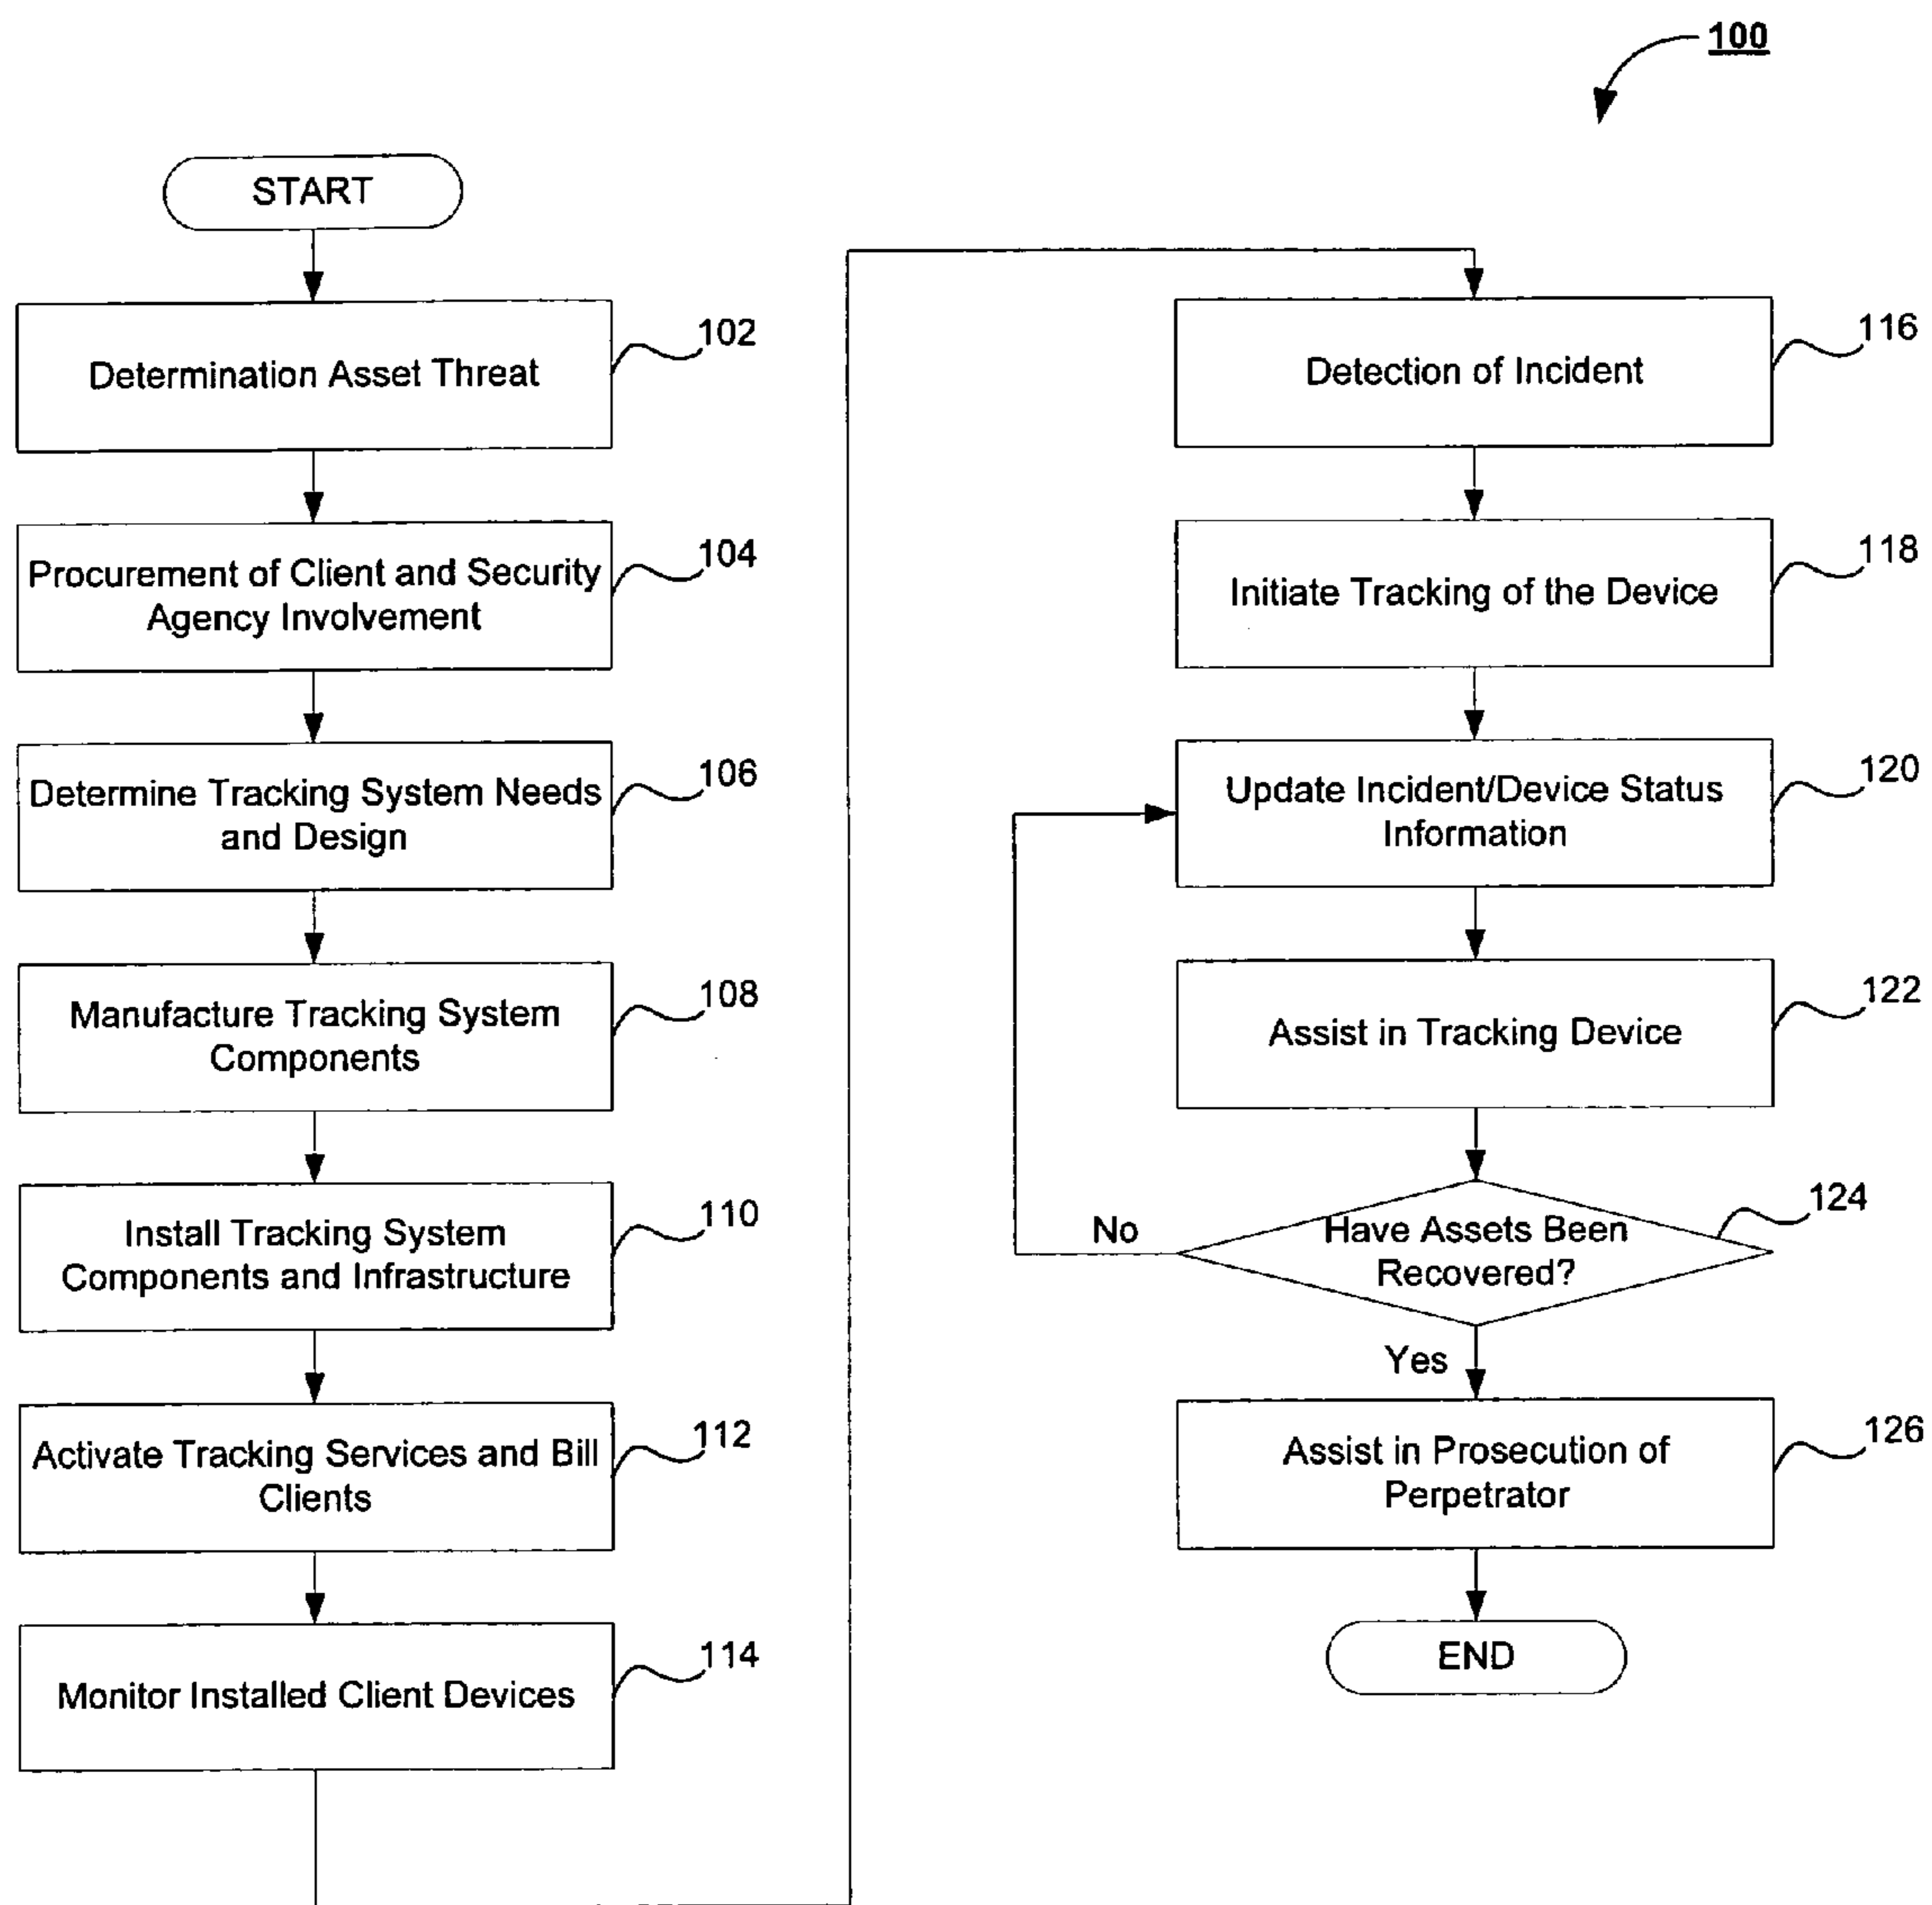 100
START
Determination Asset Threat
102
Procurement of Client and Security
Agency Involvement
104
Determine Tracking System Needs
and Design
106
Manufacture Tracking System
Components
108
Install Tracking System
Components and Infrastructure
110
Activate Tracking Services and Bill
Clients
112
Monitor Installed Client Devices
114
Detection of Incident
116
Initiate Tracking of the Device
118
Update Incident/Device Status
Information
120
Assist in Tracking Device
122
Have Assets Been
Recovered?
124
No
Yes
Assist in Prosecution of
Perpetrator
126
END